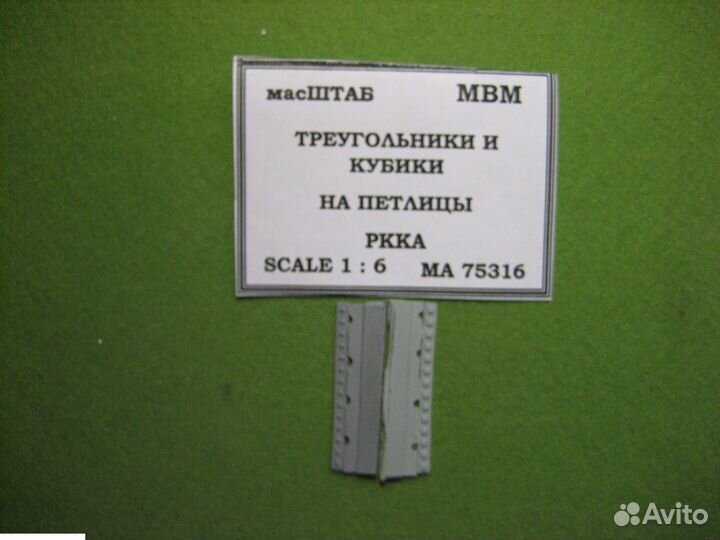 масШТАБ МВМ
ТРЕУГОЛЬНИКИ И
КУБИКИ
НА ПЕТЛИЦЫ
РККА
SCALE 1 : 6 МА 75316
Avito